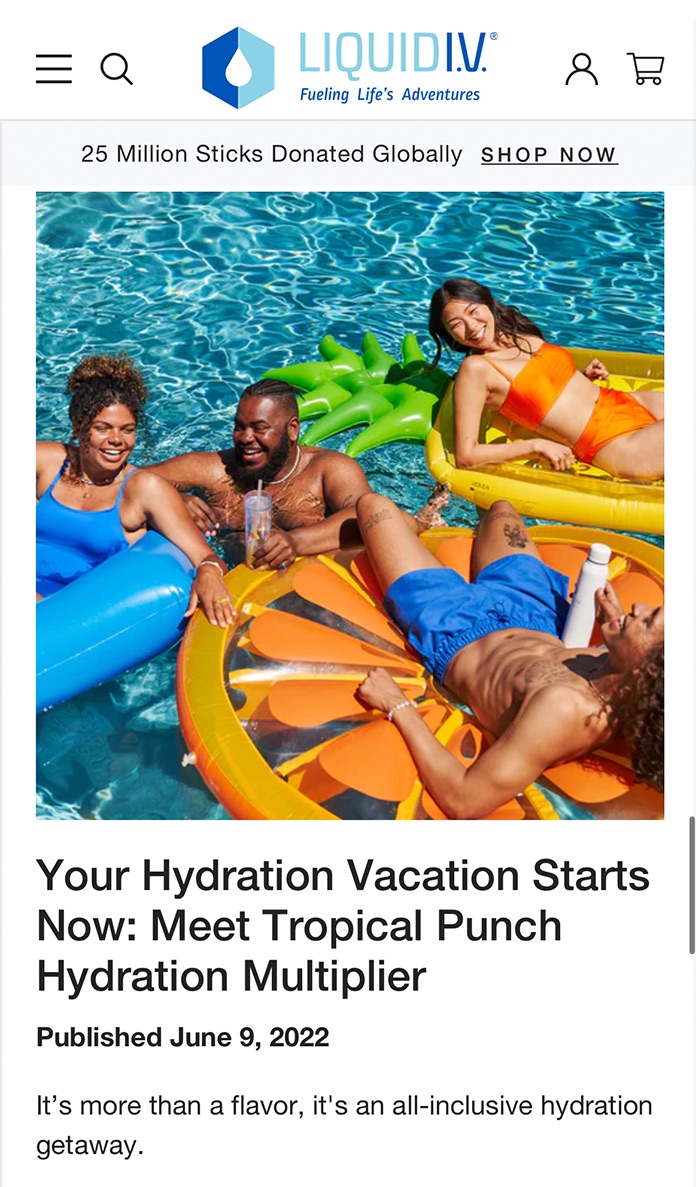 LIQUID I.V.®
Fueling Life's Adventures
25 Million Sticks Donated Globally SHOP NOW
Your Hydration Vacation Starts
Now: Meet Tropical Punch
Hydration Multiplier
Published June 9, 2022
It’s more than a flavor, it's an all-inclusive hydration
getaway.